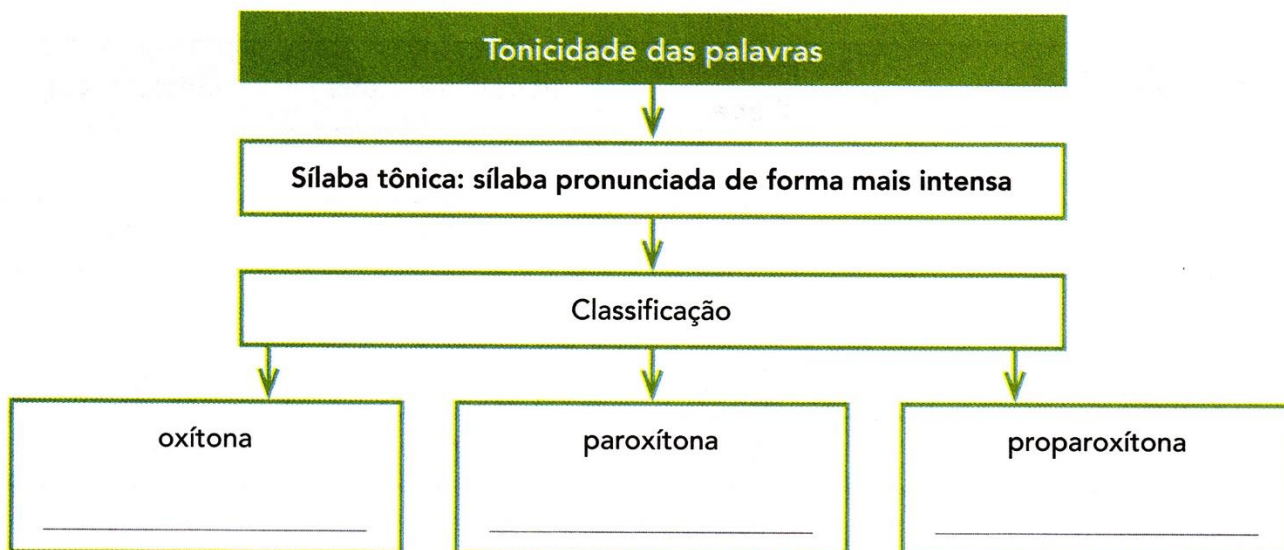 Tonicidade das palavras
Sílaba tônica: sílaba pronunciada de forma mais intensa
Classificação
oxítona
paroxítona
proparoxítona